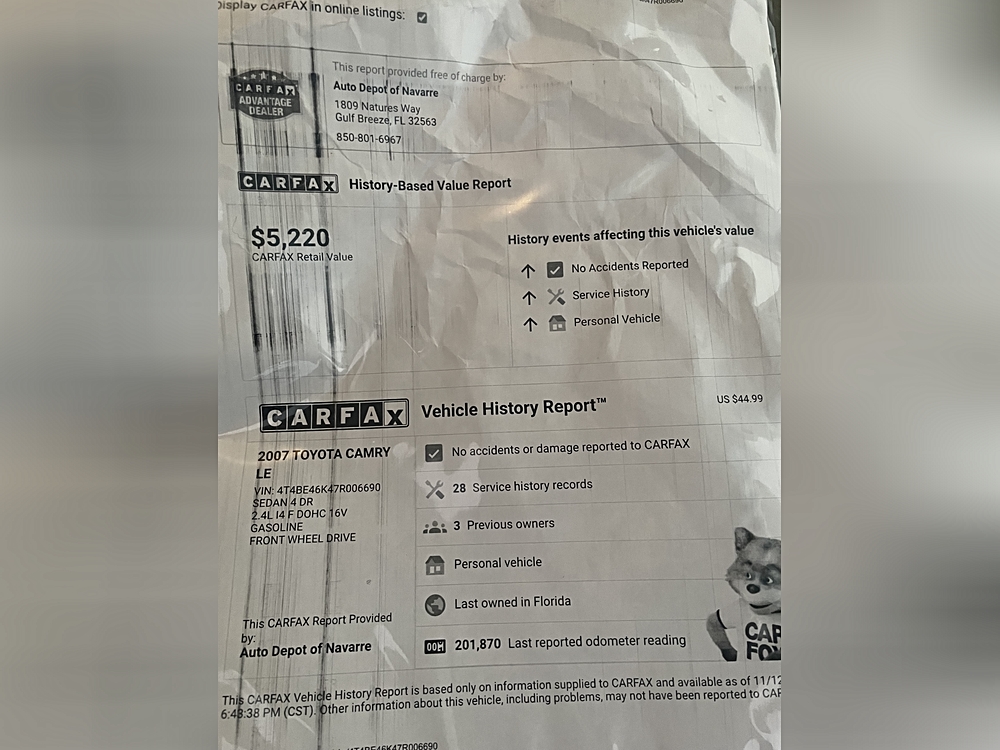 Display CARFAX in online listings:
CARFAX
ADVANTAGE
DEALER
This report provided free of charge by:
Auto Depot of Navarre
1809 Natures Way
Gulf Breeze, FL 32563
850-801-6967
CARFAX History-Based Value Report
$5,220
CARFAX Retail Value
History events affecting this vehicle's value
No Accidents Reported
Service History
Personal Vehicle
CARFAX Vehicle History Report™
US $44.99
2007 TOYOTA CAMRY
LE
VIN: 4T4BE46K47R006690
SEDAN 4 DR
2.4L I4 F DOHC 16V
GASOLINE
FRONT WHEEL DRIVE
No accidents or damage reported to CARFAX
28 Service history records
3 Previous owners
Personal vehicle
Last owned in Florida
201,870 Last reported odometer reading
This CARFAX Report Provided
by:
Auto Depot of Navarre
CAR
FOX
This CARFAX Vehicle History Report is based only on information supplied to CARFAX and available as of 11/12
6:43:38 PM (CST). Other information about this vehicle, including problems, may not have been reported to CAR
4T4BE46K47R006690